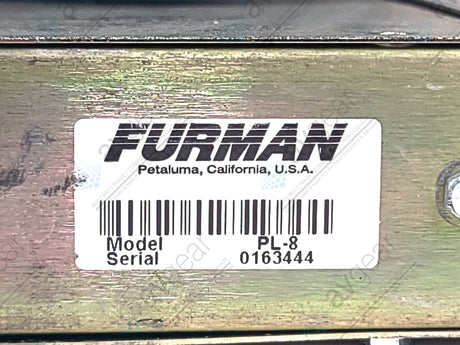 FURMAN
Petaluma, California, U.S.A.
Model PL-8
Serial 0163444